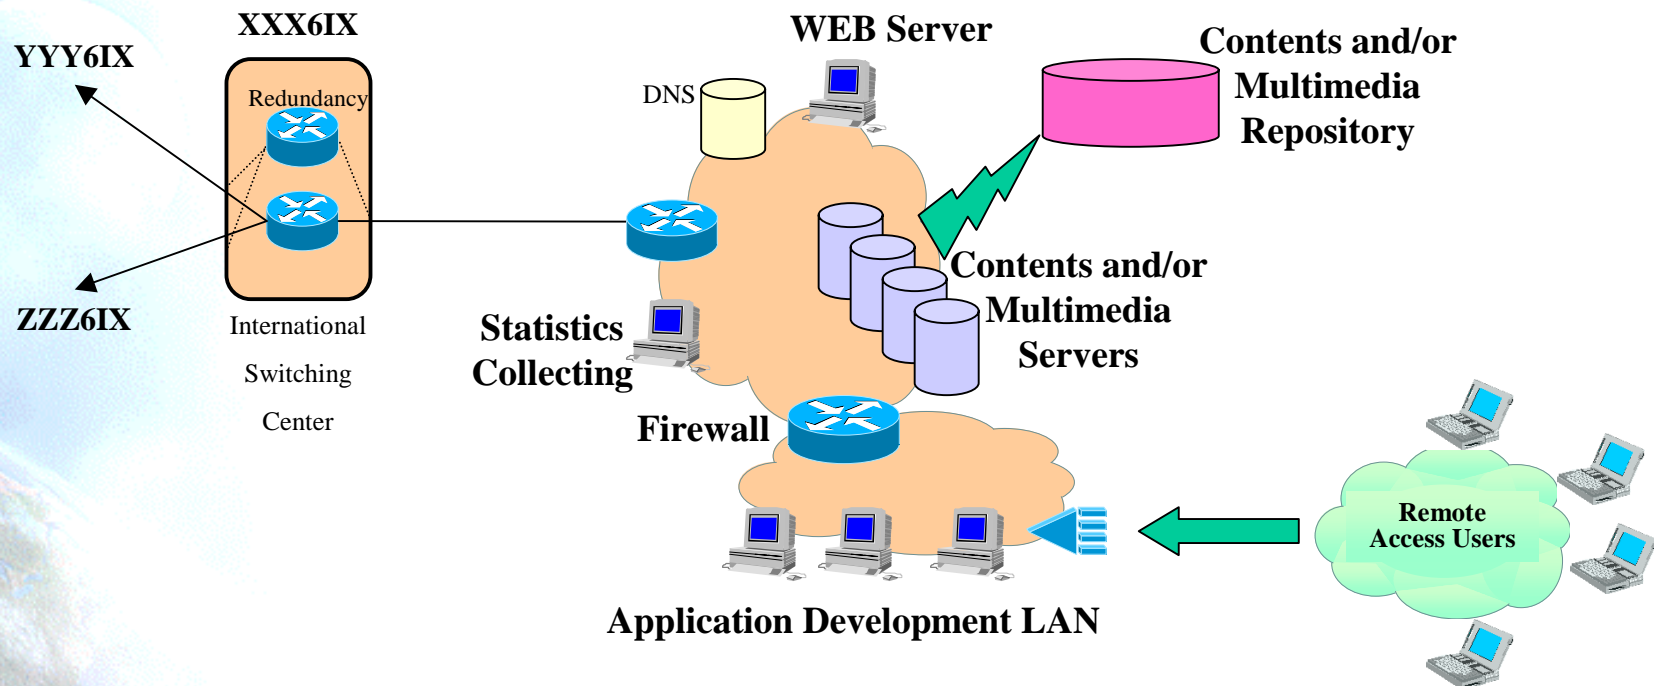 XXX6IX
YYY6IX
Redundancy
ZZZ6IX
International
Switching
Center
WEB Server
DNS
Contents and/or
Multimedia
Repository
Contents and/or
Multimedia
Servers
Statistics
Collecting
Firewall
Application Development LAN
Remote
Access Users